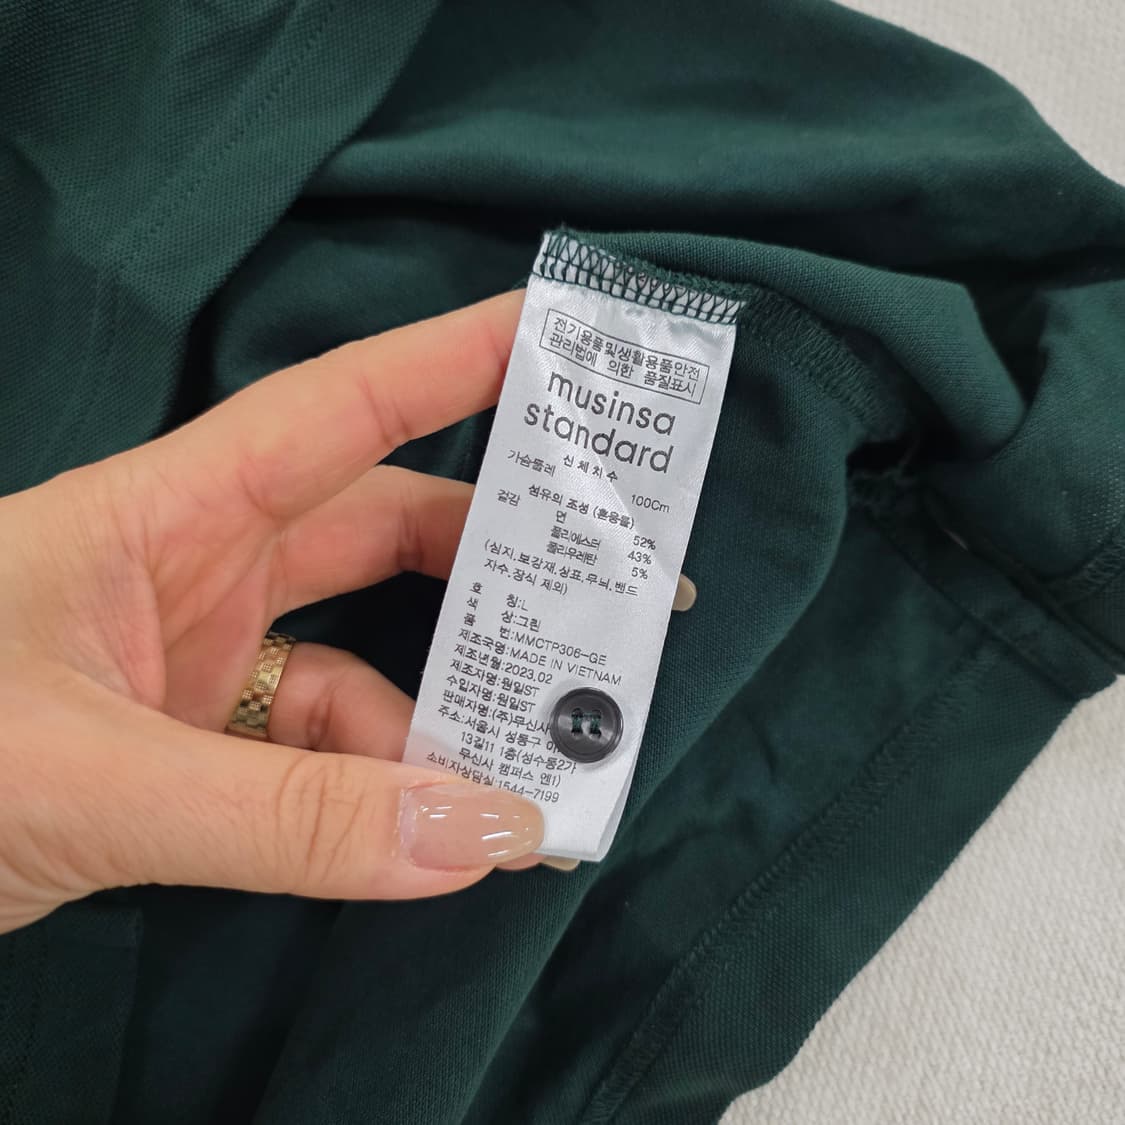 전기용품및생활용품안전
관리법에 의한 품질표시
musinsa
standard
신체치수
가슴둘레 100Cm
섬유의 조성 (혼용률)
겉감 면 52%
폴리에스터 43%
폴리우레탄 5%
(심지.보강재.상표.무늬.밴드
자수.장식 제외)
호 칭:L
색 상:그린
품 번:MMCTP306-GE
제조국명:MADE IN VIETNAM
제조년월:2023.02
제조자명:원일ST
수입자명:원일ST
판매자명:(주)무신사
주소:서울시 성동구
13길11 1층(성수동2가
무신사 캠퍼스 엔1)
소비자상담실:1544-7199